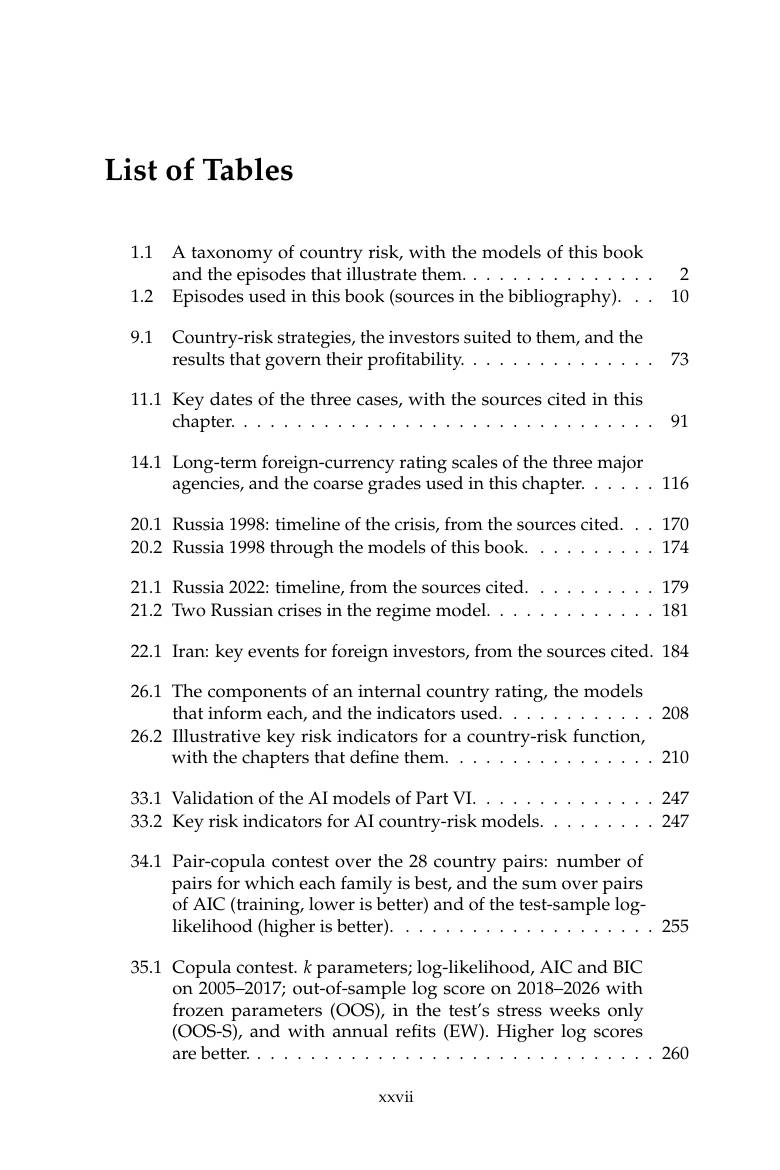 List of Tables
1.1 A taxonomy of country risk, with the models of this book
and the episodes that illustrate them. . . . . . . . . . . . . . . 2
1.2 Episodes used in this book (sources in the bibliography). . . 10
9.1 Country-risk strategies, the investors suited to them, and the
results that govern their profitability. . . . . . . . . . . . . . . 73
11.1 Key dates of the three cases, with the sources cited in this
chapter. . . . . . . . . . . . . . . . . . . . . . . . . . . . . . . . 91
14.1 Long-term foreign-currency rating scales of the three major
agencies, and the coarse grades used in this chapter. . . . . . 116
20.1 Russia 1998: timeline of the crisis, from the sources cited. . . 170
20.2 Russia 1998 through the models of this book. . . . . . . . . . 174
21.1 Russia 2022: timeline, from the sources cited. . . . . . . . . . 179
21.2 Two Russian crises in the regime model. . . . . . . . . . . . . 181
22.1 Iran: key events for foreign investors, from the sources cited. 184
26.1 The components of an internal country rating, the models
that inform each, and the indicators used. . . . . . . . . . . . 208
26.2 Illustrative key risk indicators for a country-risk function,
with the chapters that define them. . . . . . . . . . . . . . . . 210
33.1 Validation of the AI models of Part VI. . . . . . . . . . . . . . 247
33.2 Key risk indicators for AI country-risk models. . . . . . . . . 247
34.1 Pair-copula contest over the 28 country pairs: number of
pairs for which each family is best, and the sum over pairs
of AIC (training, lower is better) and of the test-sample log-
likelihood (higher is better). . . . . . . . . . . . . . . . . . . . 255
35.1 Copula contest. k parameters; log-likelihood, AIC and BIC
on 2005–2017; out-of-sample log score on 2018–2026 with
frozen parameters (OOS), in the test's stress weeks only
(OOS-S), and with annual refits (EW). Higher log scores
are better. . . . . . . . . . . . . . . . . . . . . . . . . . . . . . . 260
xxvii